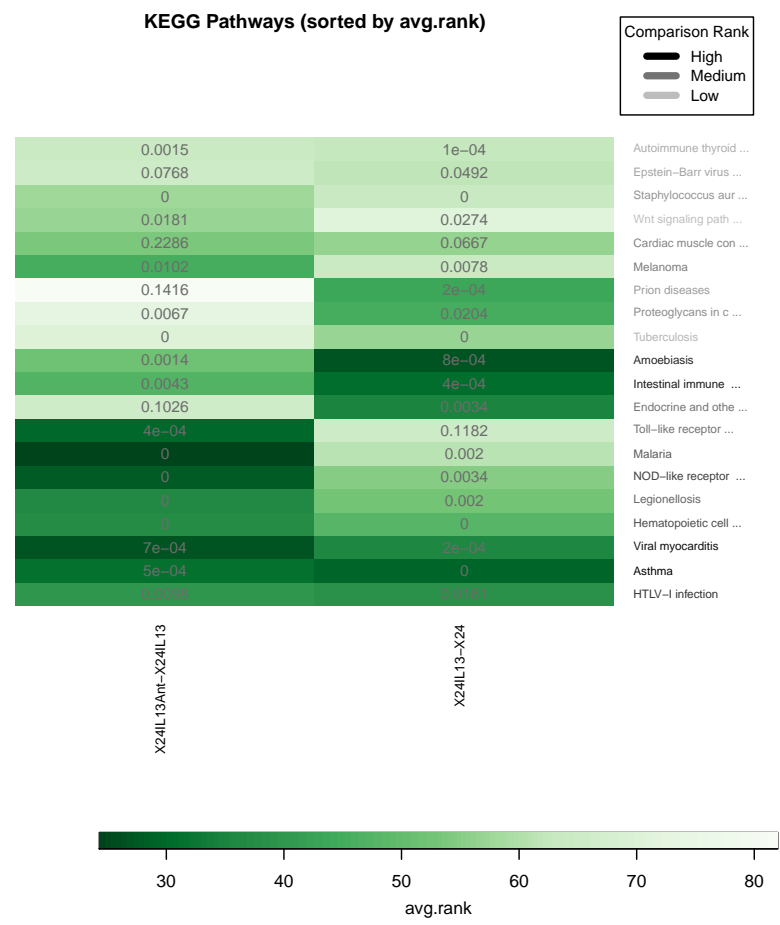 KEGG Pathways (sorted by avg.rank)
Comparison Rank
High
Medium
Low
0.0015 1e−04 Autoimmune thyroid ...
0.0768 0.0492 Epstein−Barr virus ...
0 0 Staphylococcus aur ...
0.0181 0.0274 Wnt signaling path ...
0.2286 0.0667 Cardiac muscle con ...
0.0102 0.0078 Melanoma
0.1416 2e−04 Prion diseases
0.0067 0.0204 Proteoglycans in c ...
0 0 Tuberculosis
0.0014 8e−04 Amoebiasis
0.0043 4e−04 Intestinal immune ...
0.1026 0.0034 Endocrine and othe ...
4e−04 0.1182 Toll−like receptor ...
0 0.002 Malaria
0 0.0034 NOD−like receptor ...
0 0.002 Legionellosis
0 0 Hematopoietic cell ...
7e−04 2e−04 Viral myocarditis
5e−04 0 Asthma
HTLV−I infection
X24IL13Ant−X24IL13
X24IL13−X24
30 40 50 60 70 80
avg.rank